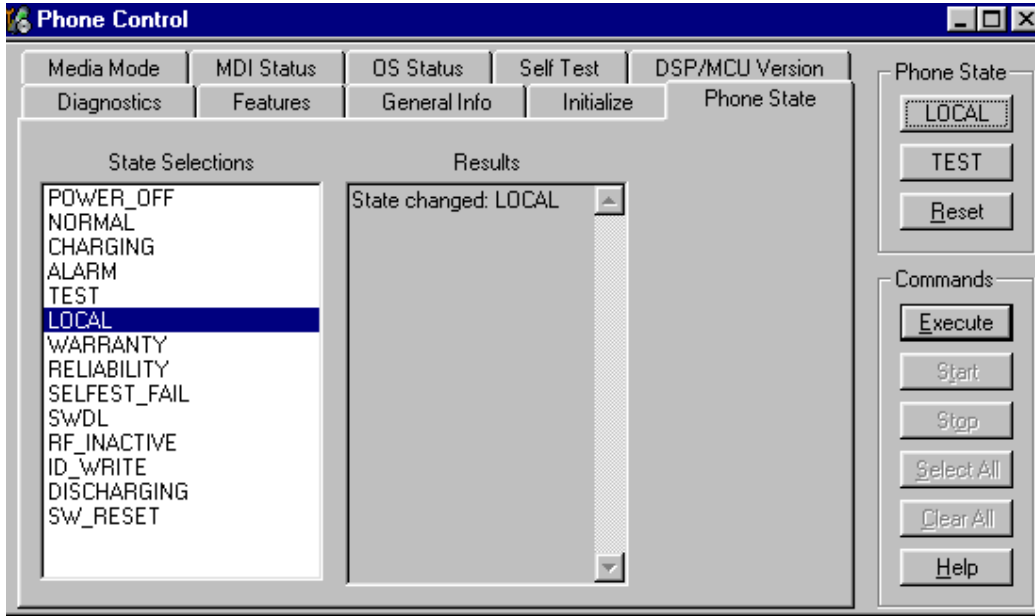 Phone Control
Media Mode MDI Status OS Status Self Test DSP/MCU Version
Diagnostics Features General Info Initialize Phone State
State Selections
POWER_OFF
NORMAL
CHARGING
ALARM
TEST
LOCAL
WARRANTY
RELIABILITY
SELFEST_FAIL
SWDL
RF_INACTIVE
ID_WRITE
DISCHARGING
SW_RESET
Results
State changed: LOCAL
Phone State
LOCAL
TEST
Reset
Commands
Execute
Start
Stop
Select All
Clear All
Help